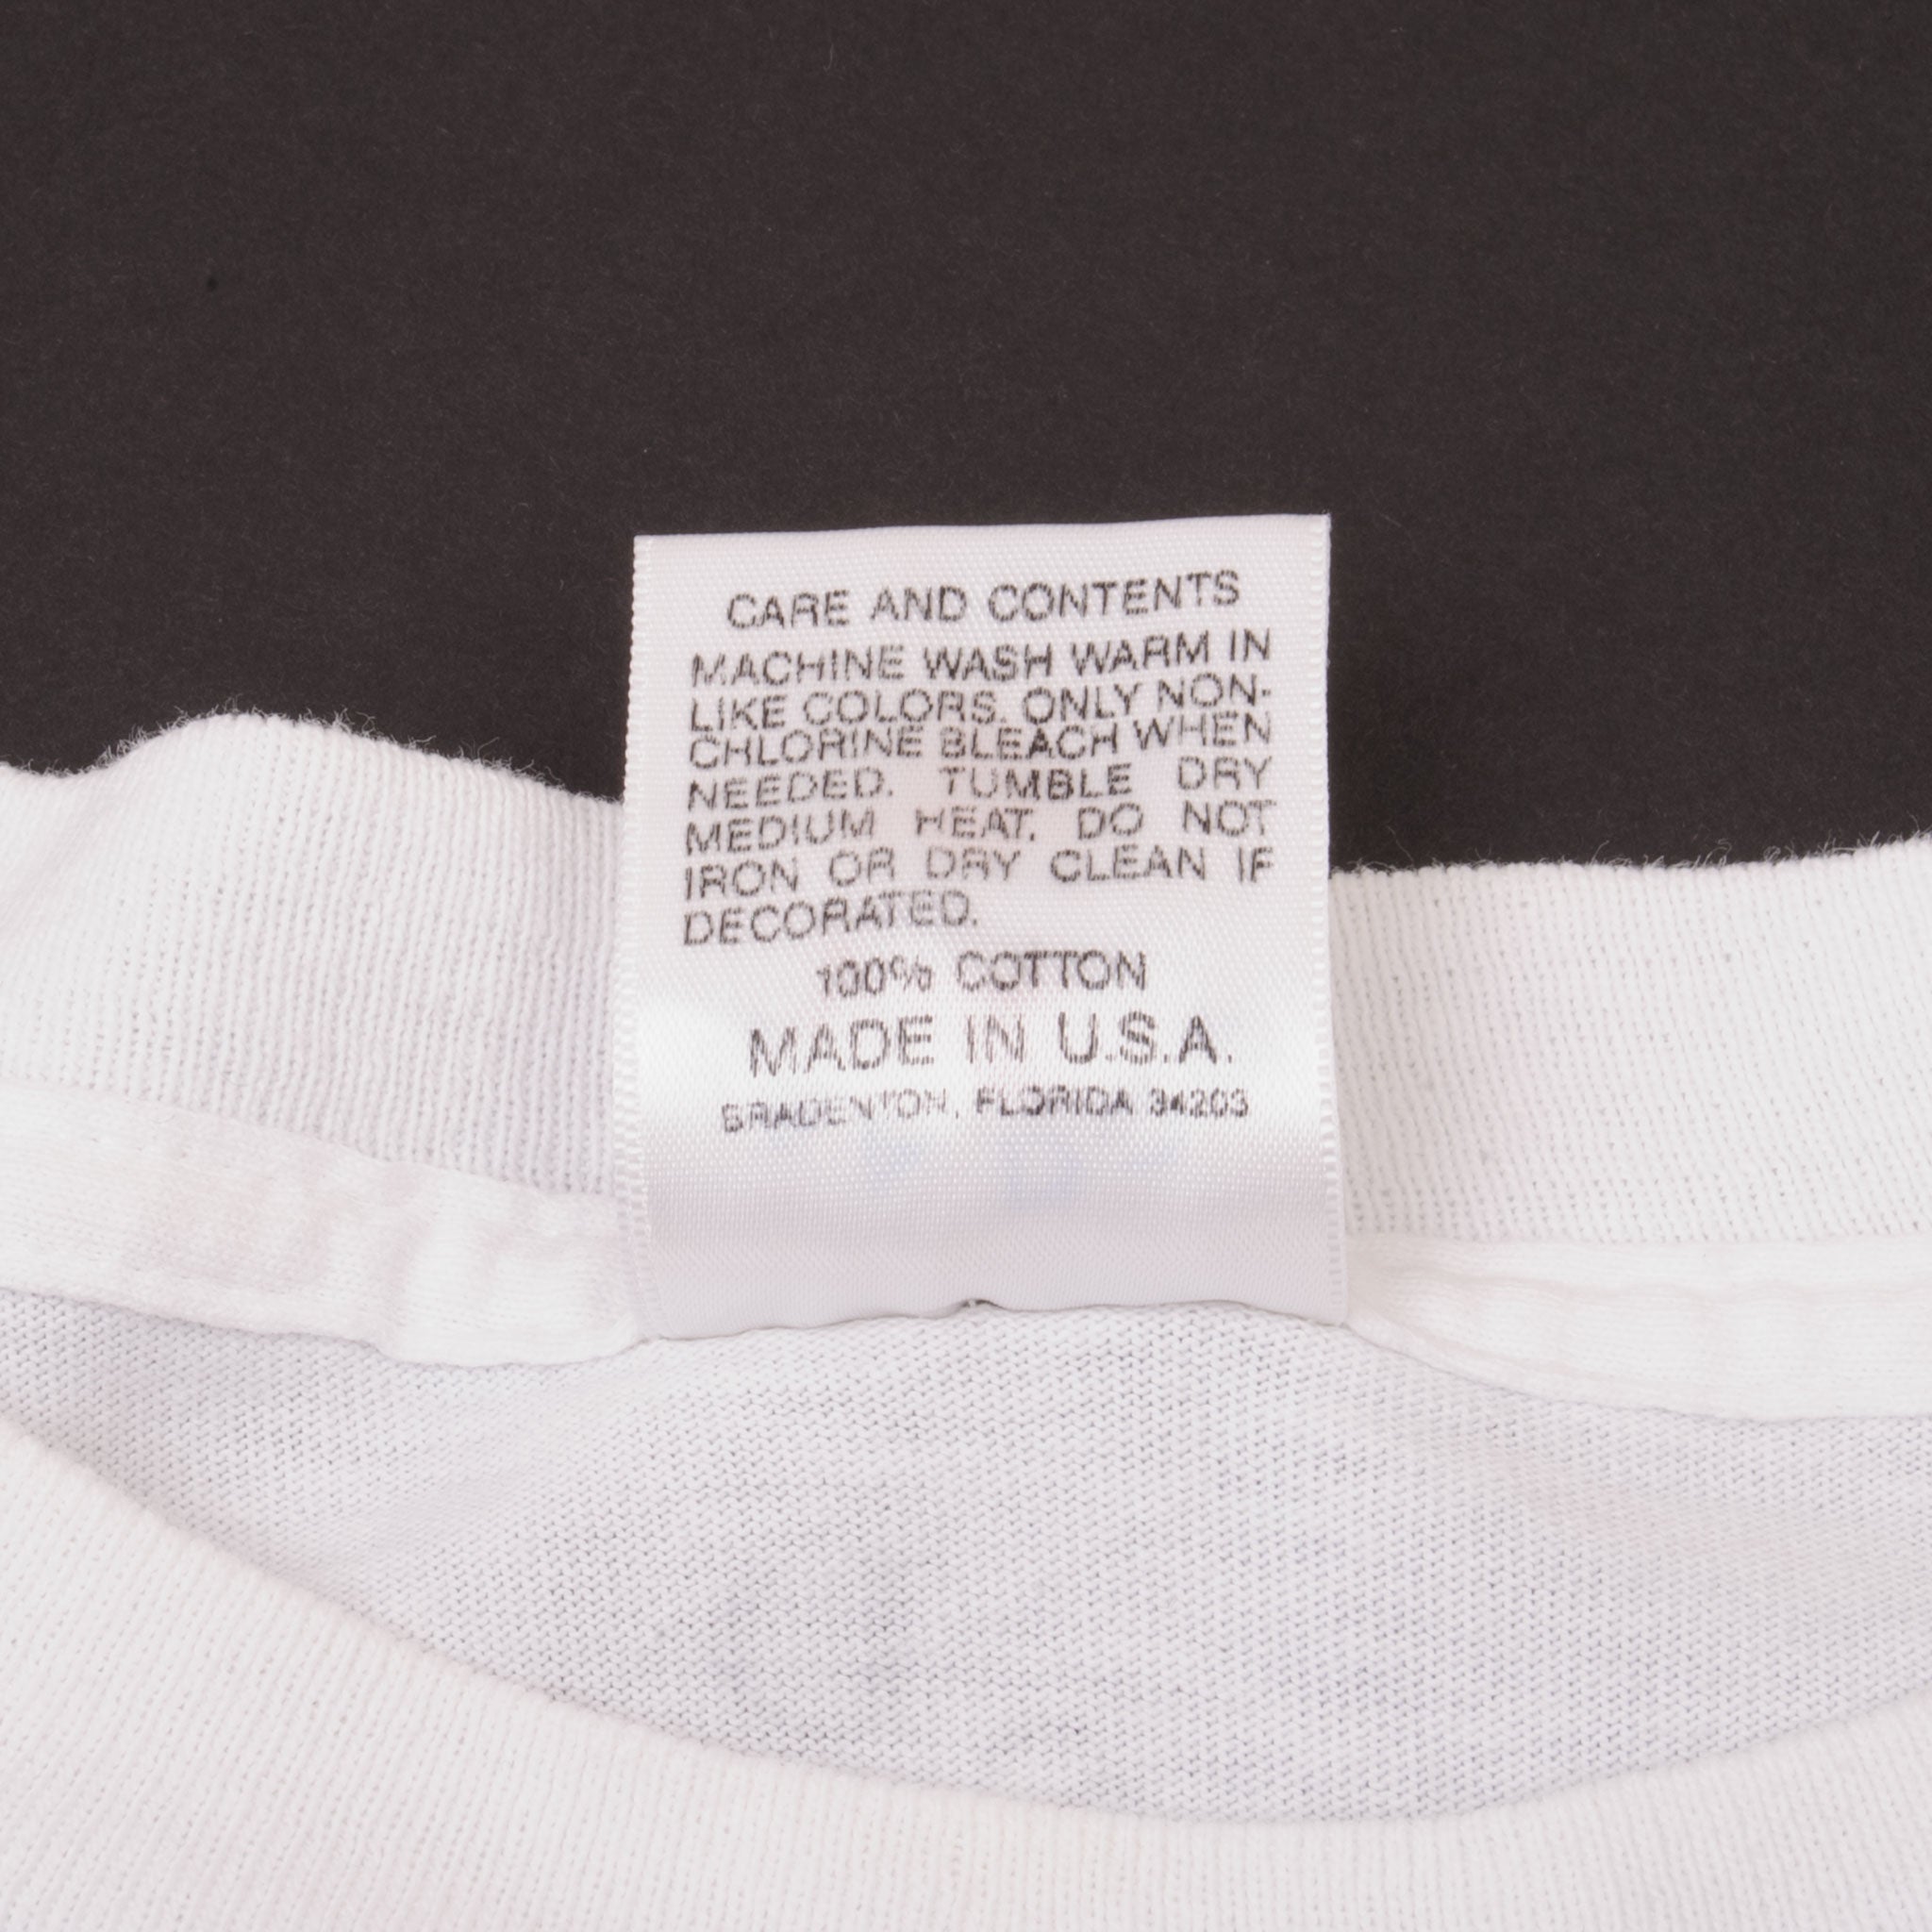 CARE AND CONTENTS
MACHINE WASH WARM IN
LIKE COLORS. ONLY NON-
CHLORINE BLEACH WHEN
NEEDED. TUMBLE DRY
MEDIUM HEAT. DO NOT
IRON OR DRY CLEAN IF
DECORATED.
100% COTTON
MADE IN U.S.A.
BRADENTON, FLORIDA 34203